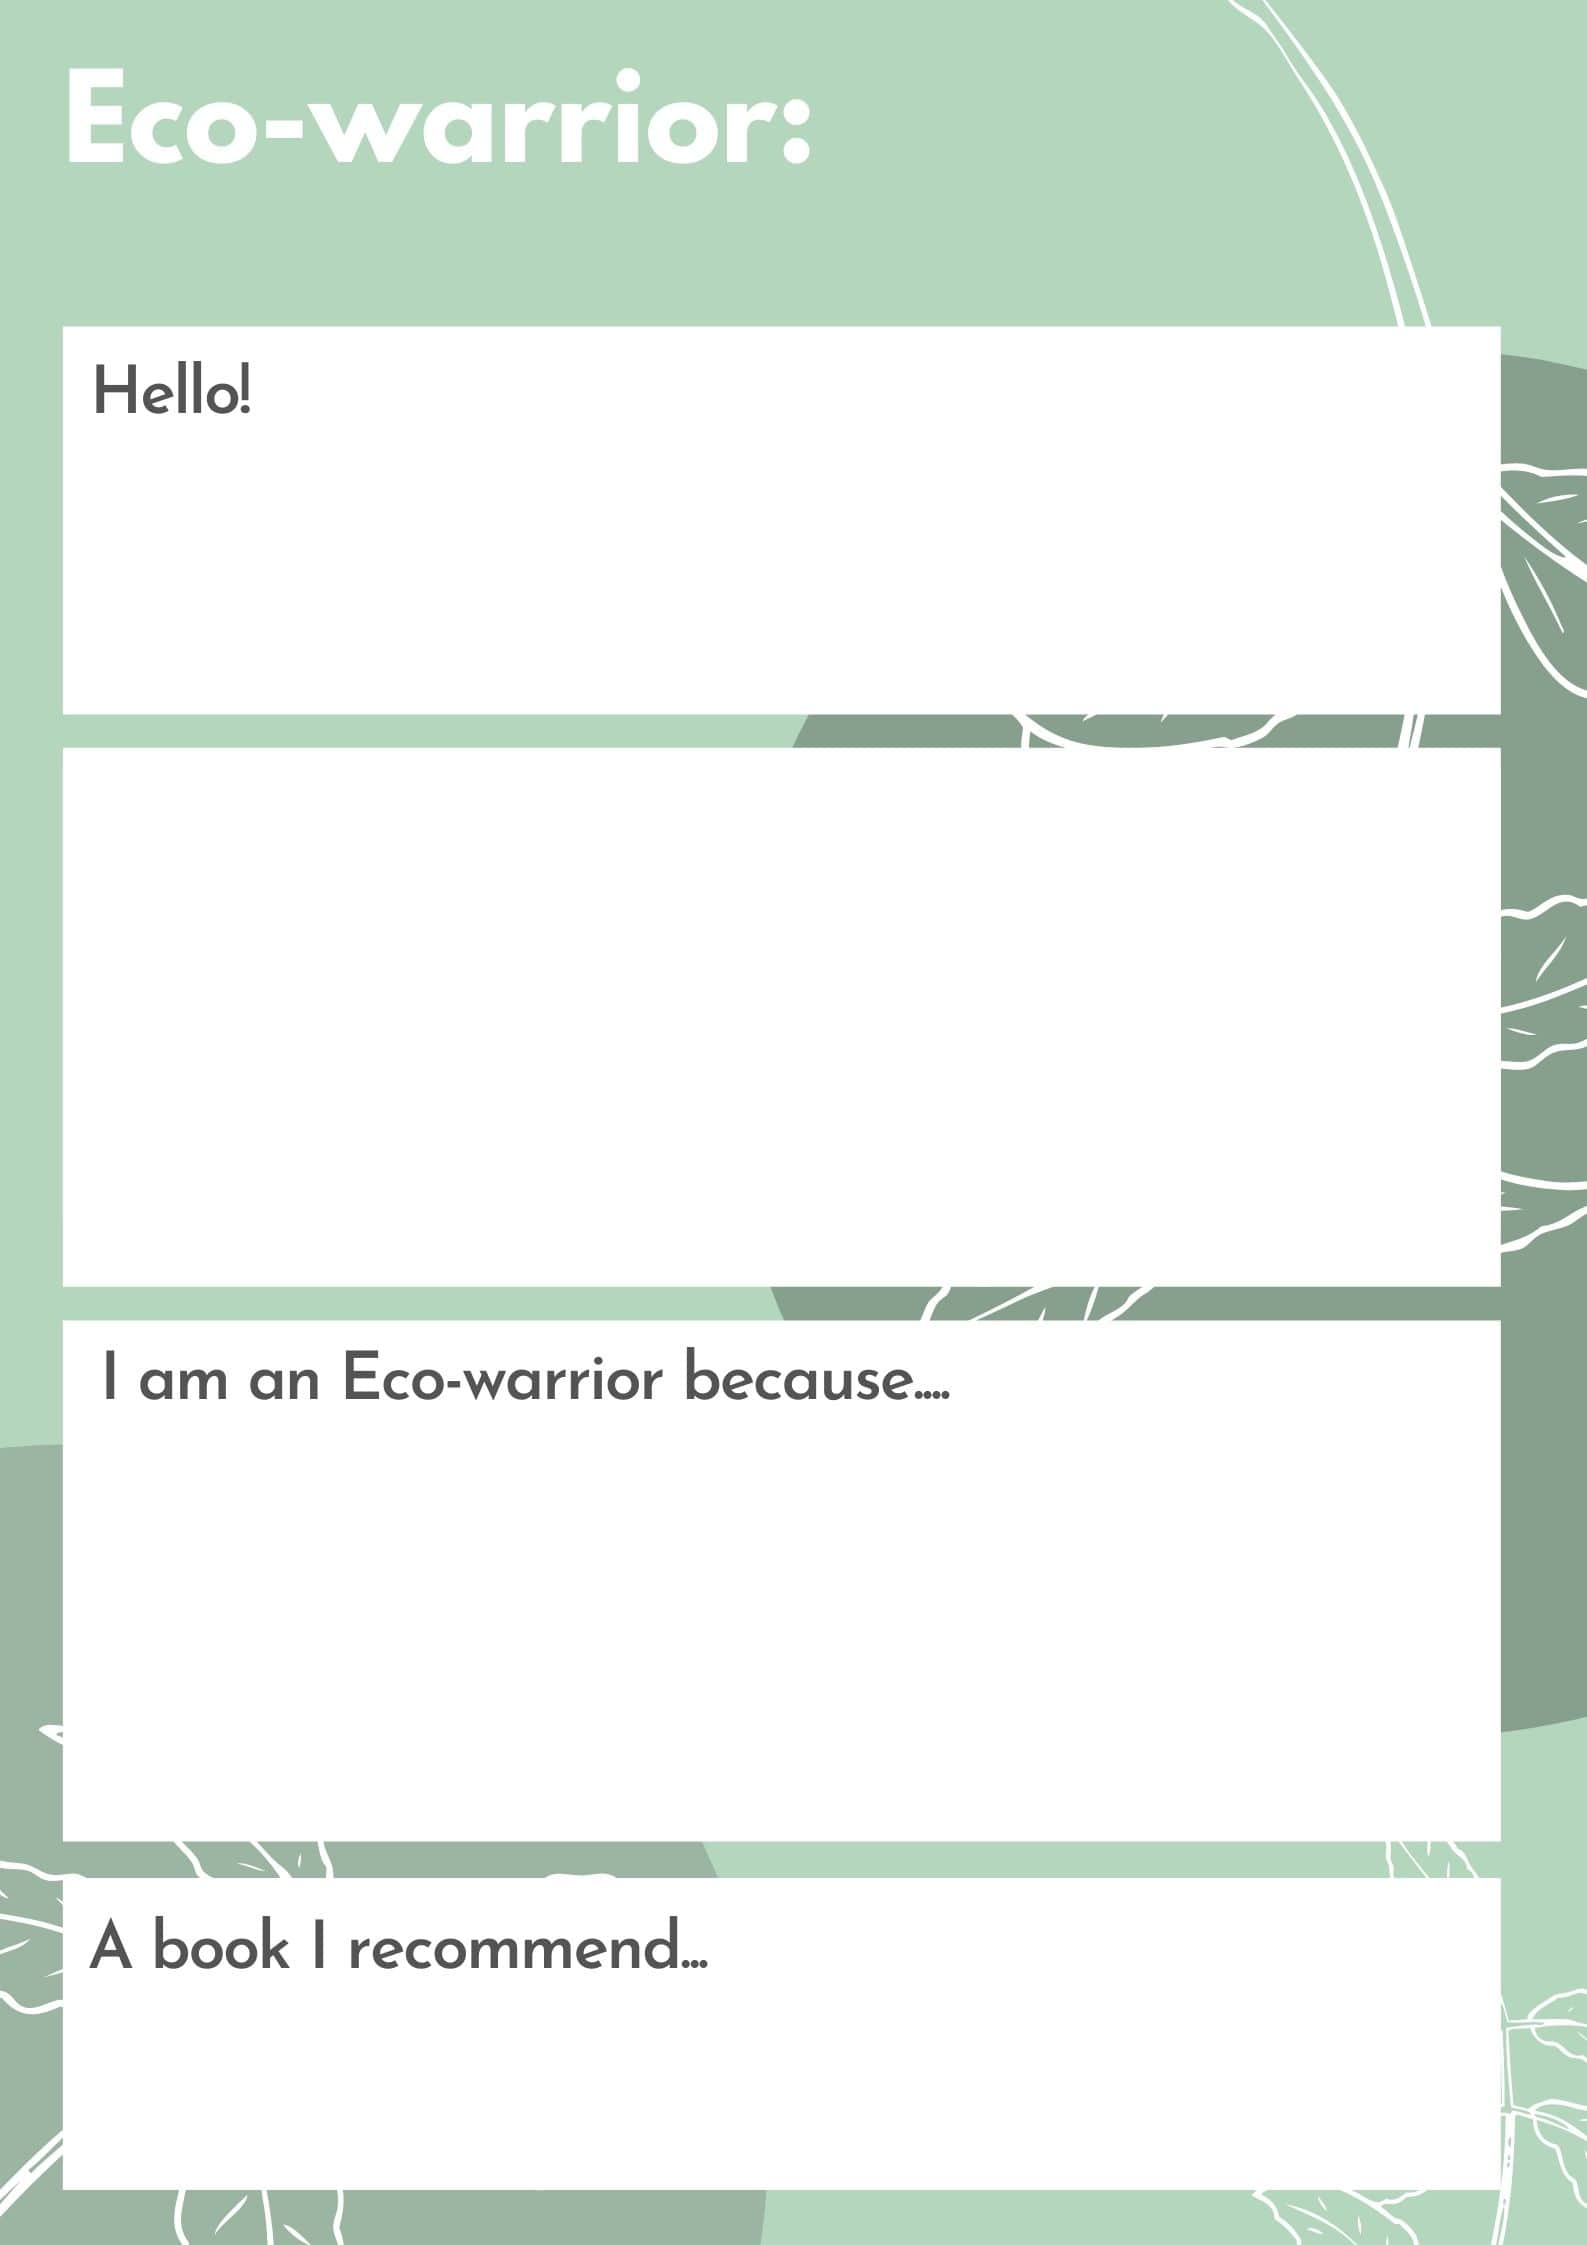 Eco-warrior:
Hello!
I am an Eco-warrior because....
A book I recommend...